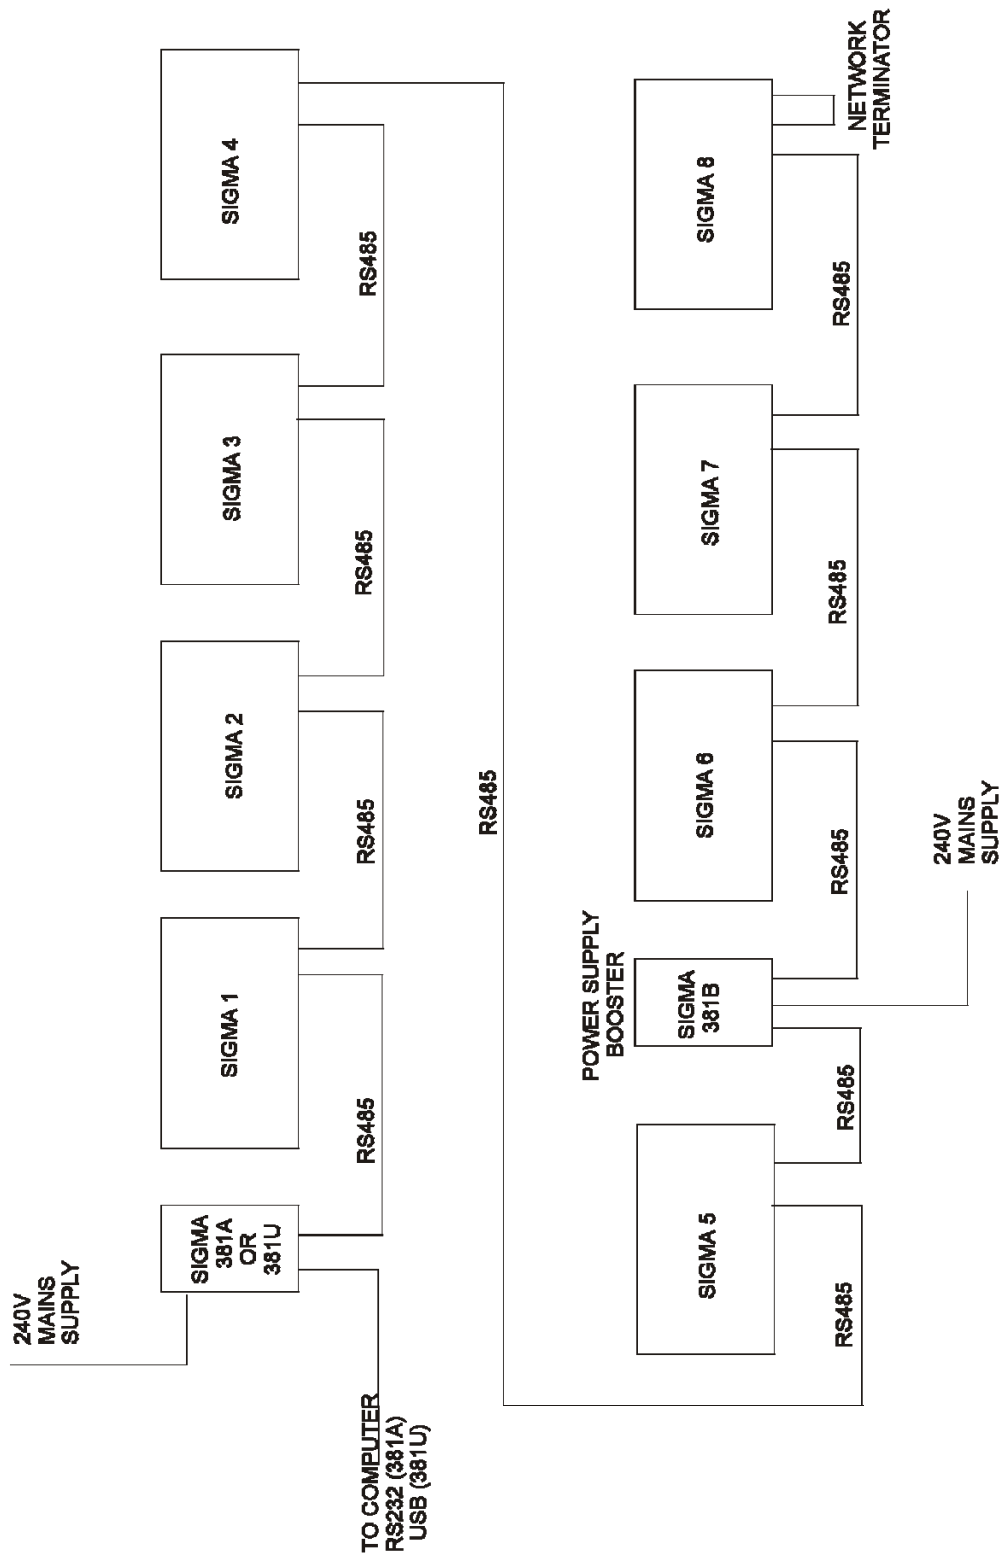 240V
MAINS
SUPPLY
TO COMPUTER
RS232 (381A)
USB (381U)
SIGMA
381A
OR
381U
RS485
SIGMA 1
RS485
SIGMA 2
RS485
SIGMA 3
RS485
SIGMA 4
RS485
SIGMA 5
RS485
RS485
POWER SUPPLY
BOOSTER
SIGMA
381B
240V
MAINS
SUPPLY
RS485
SIGMA 6
RS485
SIGMA 7
RS485
SIGMA 8
NETWORK
TERMINATOR